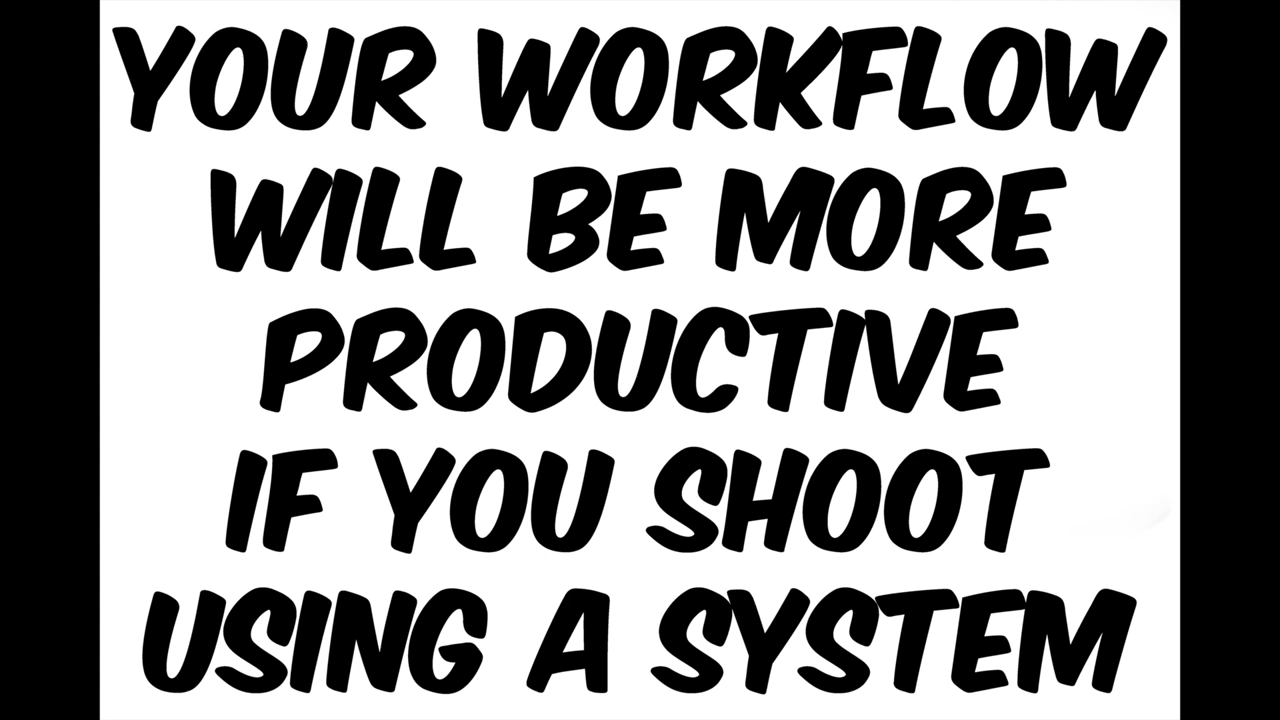 YOUR WORKFLOW
WILL BE MORE
PRODUCTIVE
IF YOU SHOOT
USING A SYSTEM